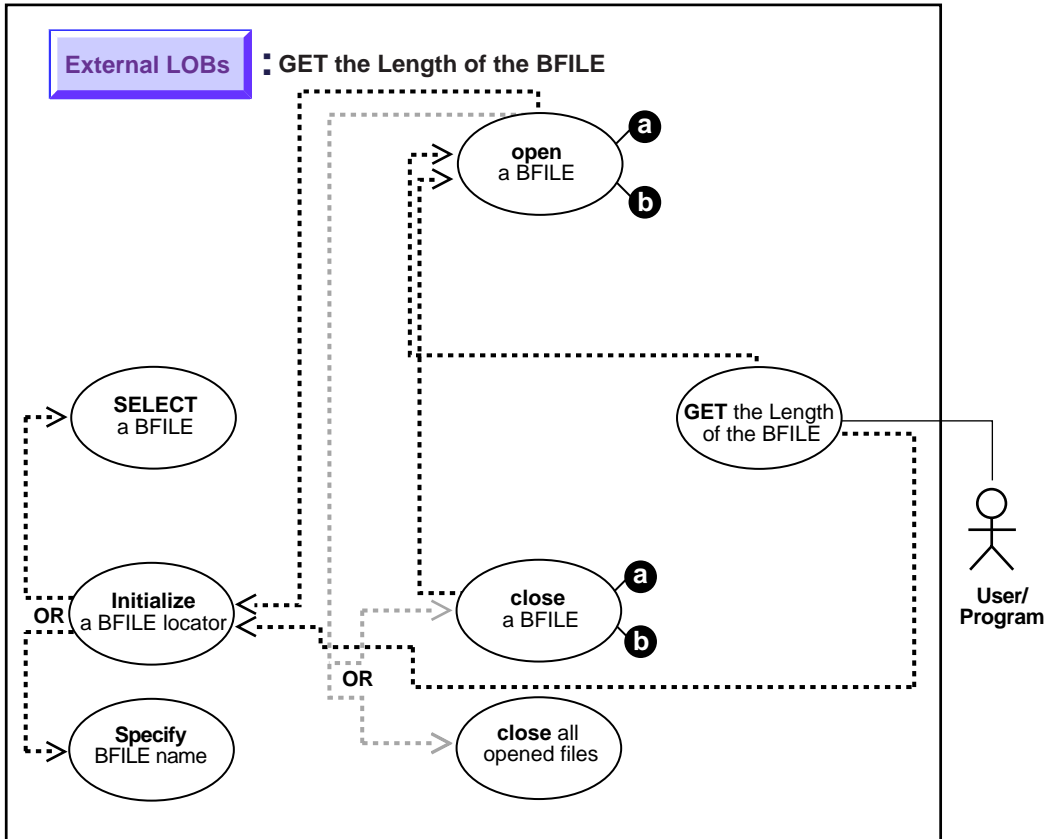 External LOBs : GET the Length of the BFILE
a
open
a BFILE
b
SELECT
a BFILE
GET the Length
of the BFILE
a
Initialize
a BFILE locator
OR
close
a BFILE
b
User/
Program
OR
Specify
BFILE name
close all
opened files